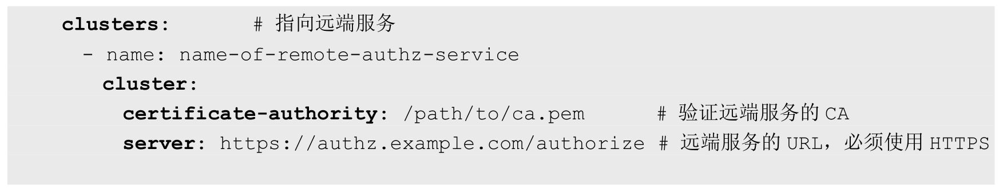 clusters:       # 指向远端服务
  - name: name-of-remote-authz-service
    cluster:
      certificate-authority: /path/to/ca.pem       # 验证远端服务的 CA
      server: https://authz.example.com/authorize # 远端服务的 URL，必须使用 HTTPS